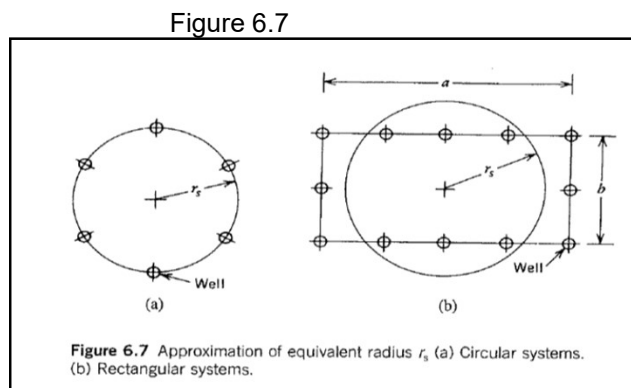 Figure 6.7
a
r_s
r_s
b
Well
Well
(a)
(b)
Figure 6.7 Approximation of equivalent radius r_s (a) Circular systems.
(b) Rectangular systems.